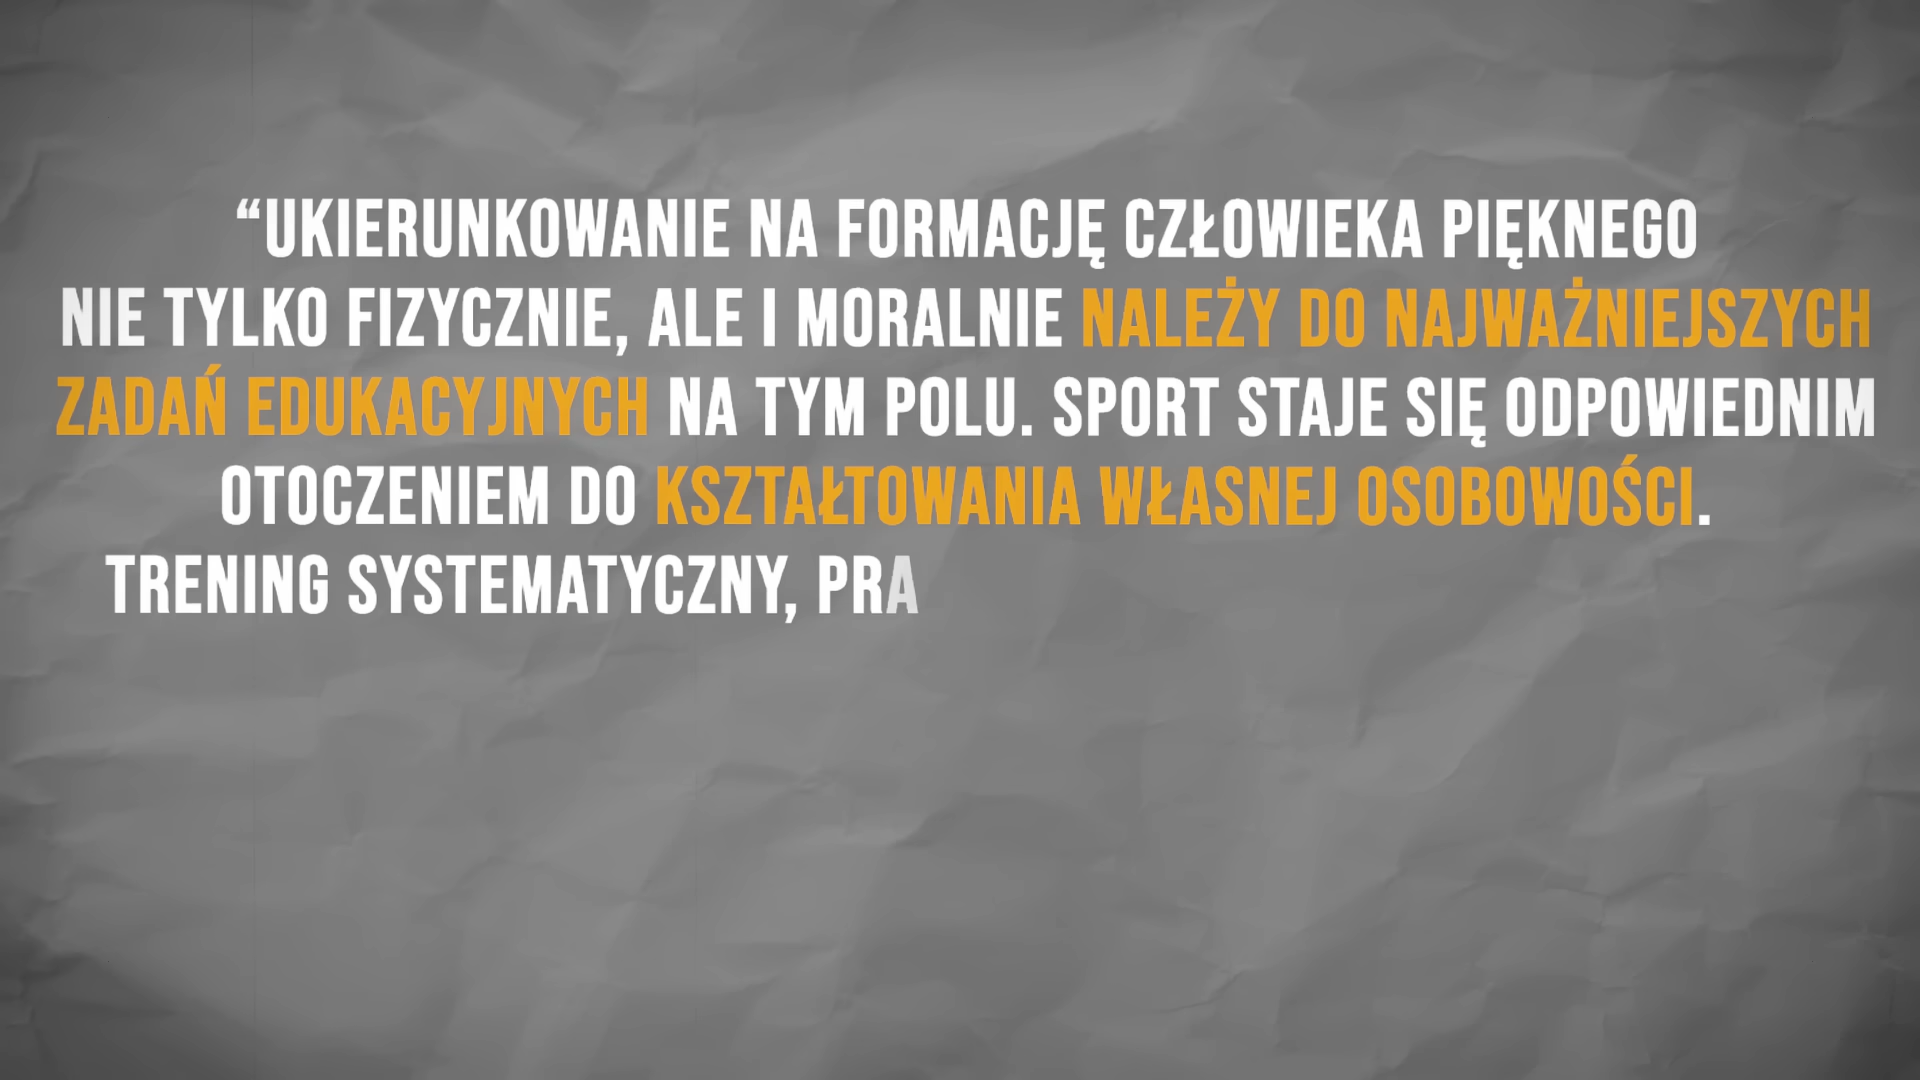 “UKIERUNKOWANIE NA FORMACJĘ CZŁOWIEKA PIĘKNEGO
NIE TYLKO FIZYCZNIE, ALE I MORALNIE NALEŻY DO NAJWAŻNIEJSZYCH
ZADAŃ EDUKACYJNYCH NA TYM POLU. SPORT STAJE SIĘ ODPOWIEDNIM
OTOCZENIEM DO KSZTAŁTOWANIA WŁASNEJ OSOBOWOŚCI.
TRENING SYSTEMATYCZNY, PRA